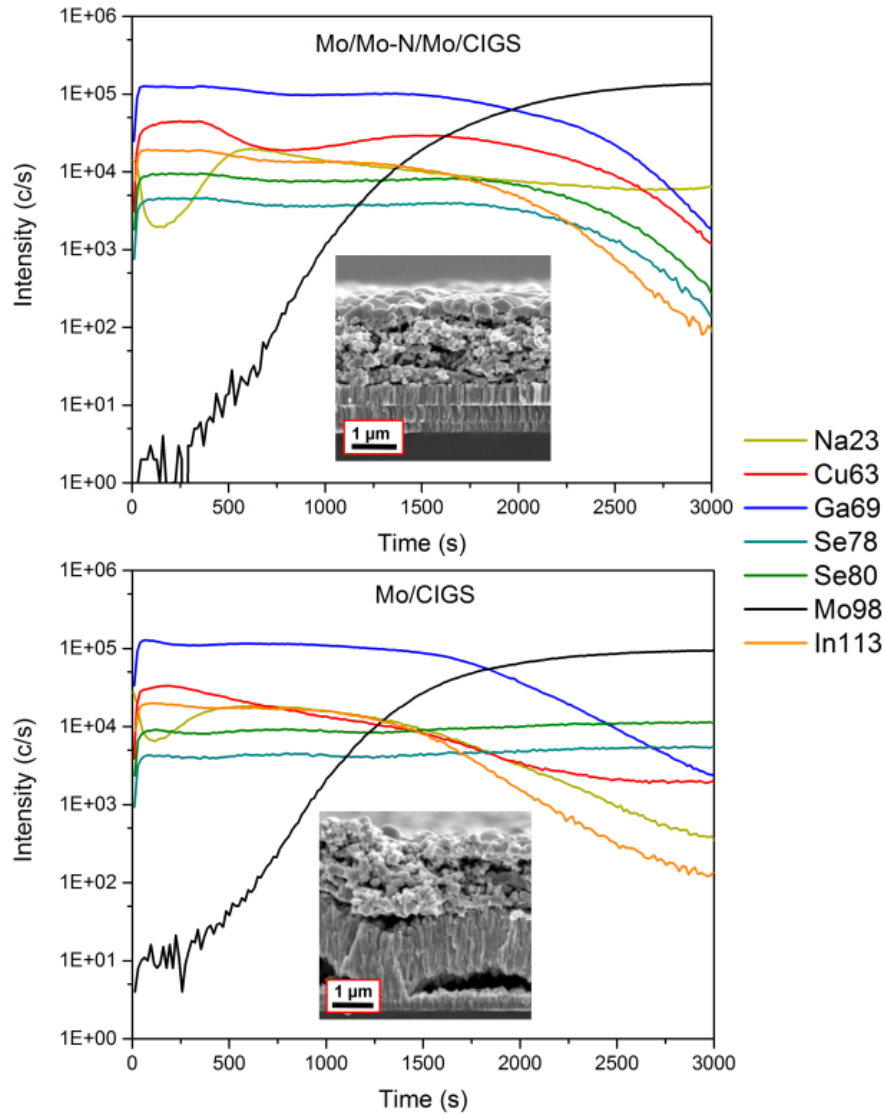 Mo/Mo-N/Mo/CIGS
Intensity (c/s)
1E+06
1E+05
1E+04
1E+03
1E+02
1E+01
1E+00
1 µm
0 500 1000 1500 2000 2500 3000
Time (s)
Na23
Cu63
Ga69
Se78
Se80
Mo98
In113
Mo/CIGS
Intensity (c/s)
1E+06
1E+05
1E+04
1E+03
1E+02
1E+01
1E+00
1 µm
0 500 1000 1500 2000 2500 3000
Time (s)